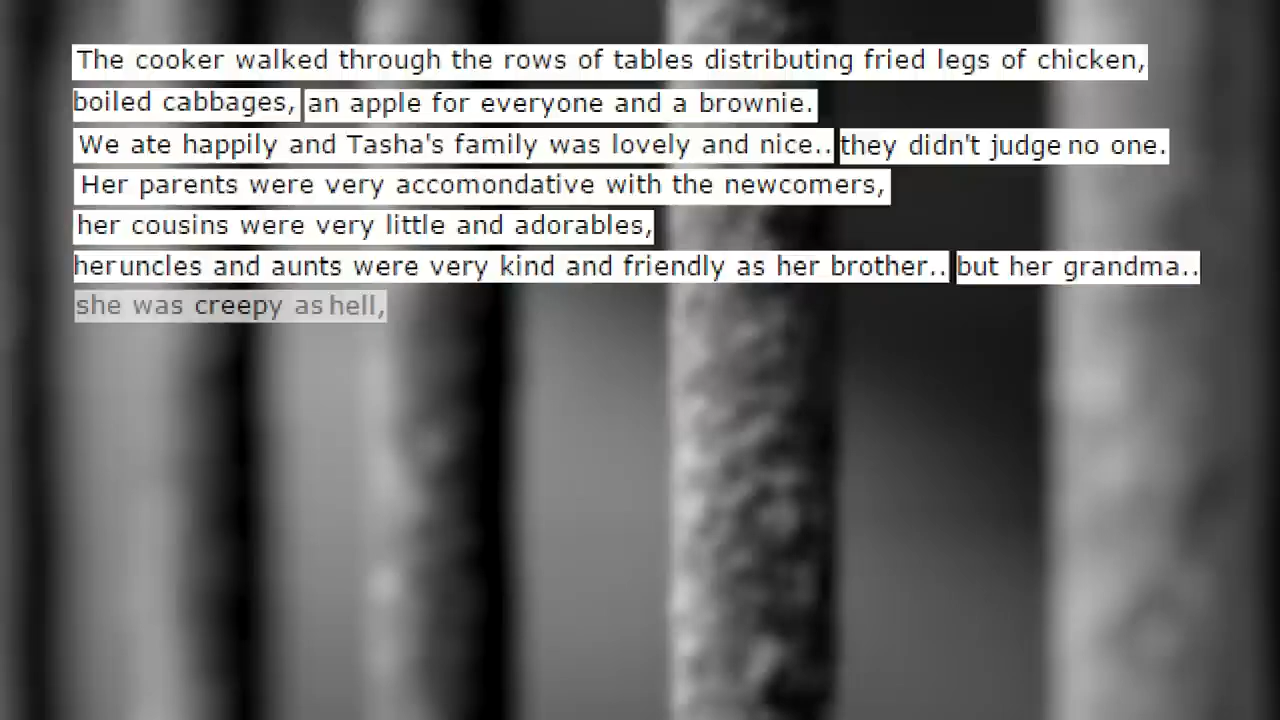 The cooker walked through the rows of tables distributing fried legs of chicken,
boiled cabbages, an apple for everyone and a brownie.
We ate happily and Tasha's family was lovely and nice.. they didn't judge no one.
Her parents were very accomondative with the newcomers,
her cousins were very little and adorables,
heruncles and aunts were very kind and friendly as her brother.. but her grandma..
she was creepy as hell,